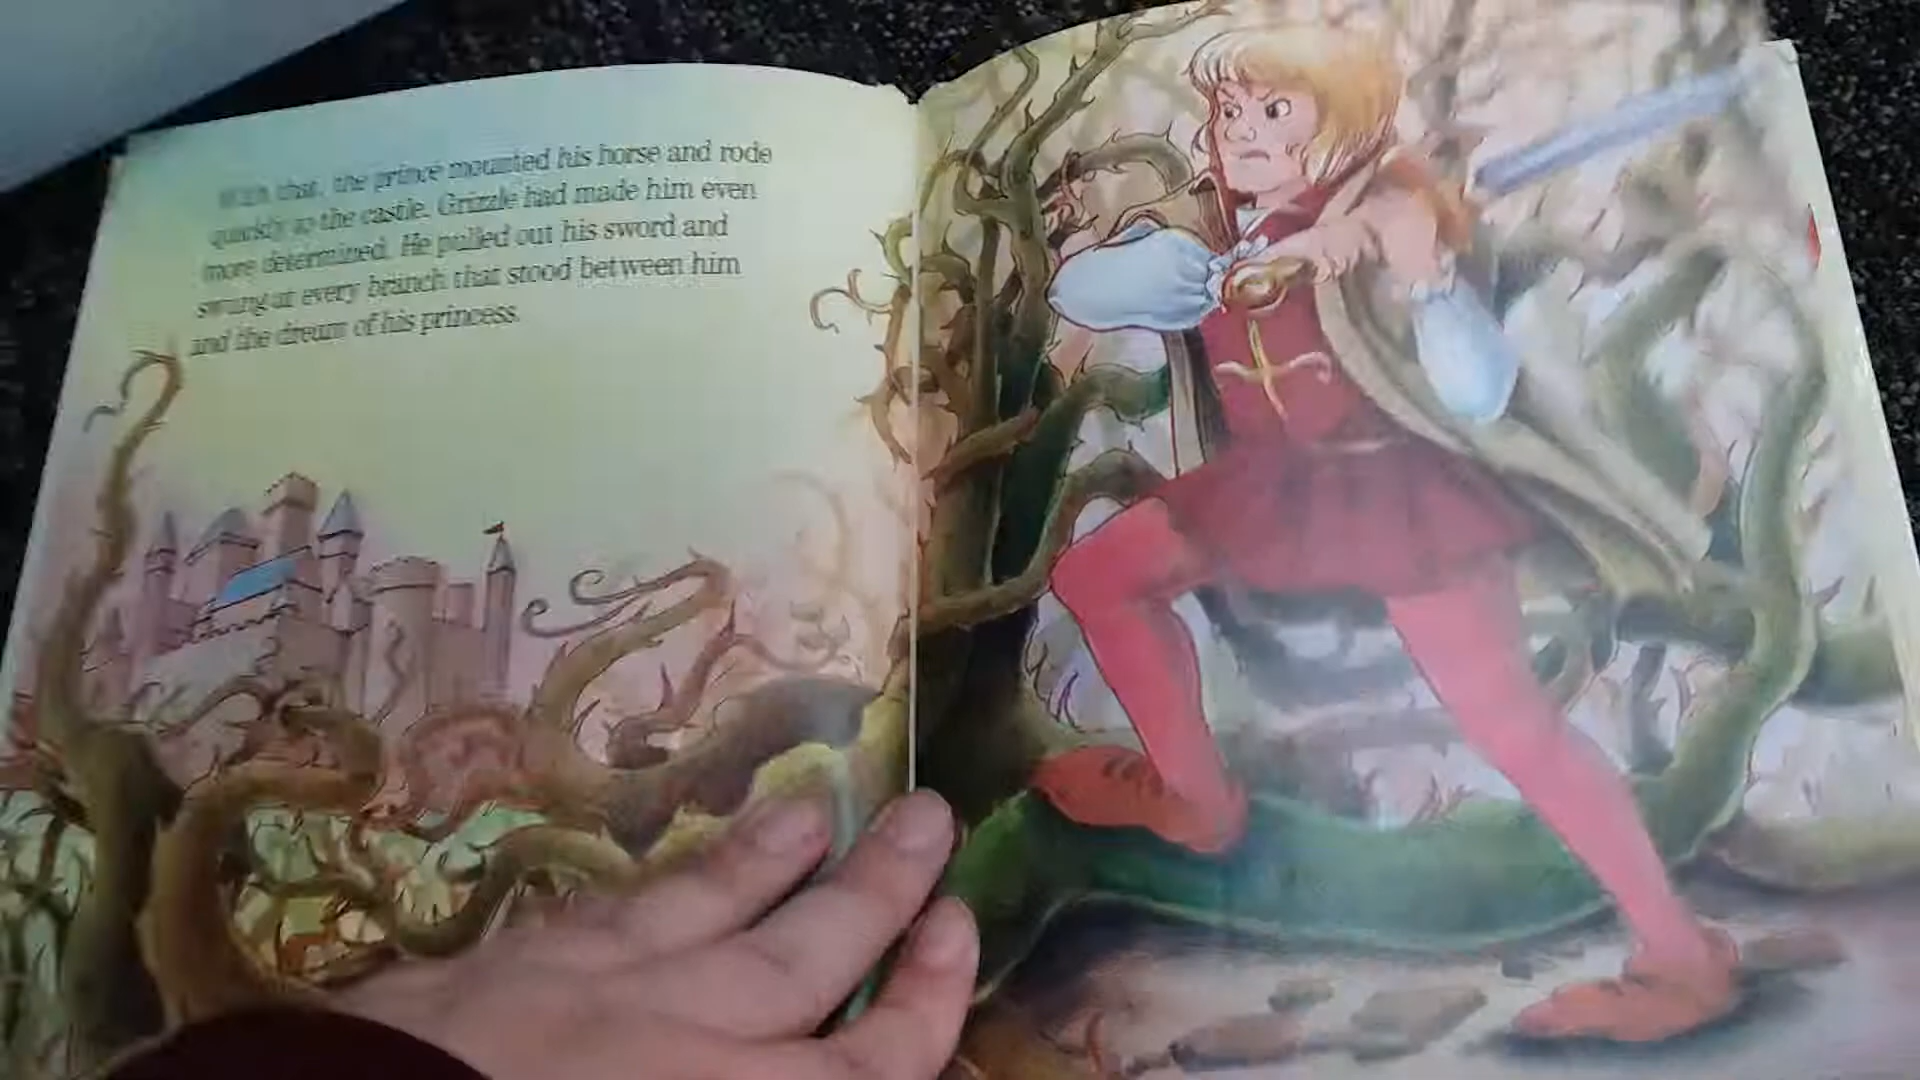 With that, the prince mounted his horse and rode
quickly to the castle. Grizzle had made him even
more determined. He pulled out his sword and
swung at every branch that stood between him
and the dream of his princess.